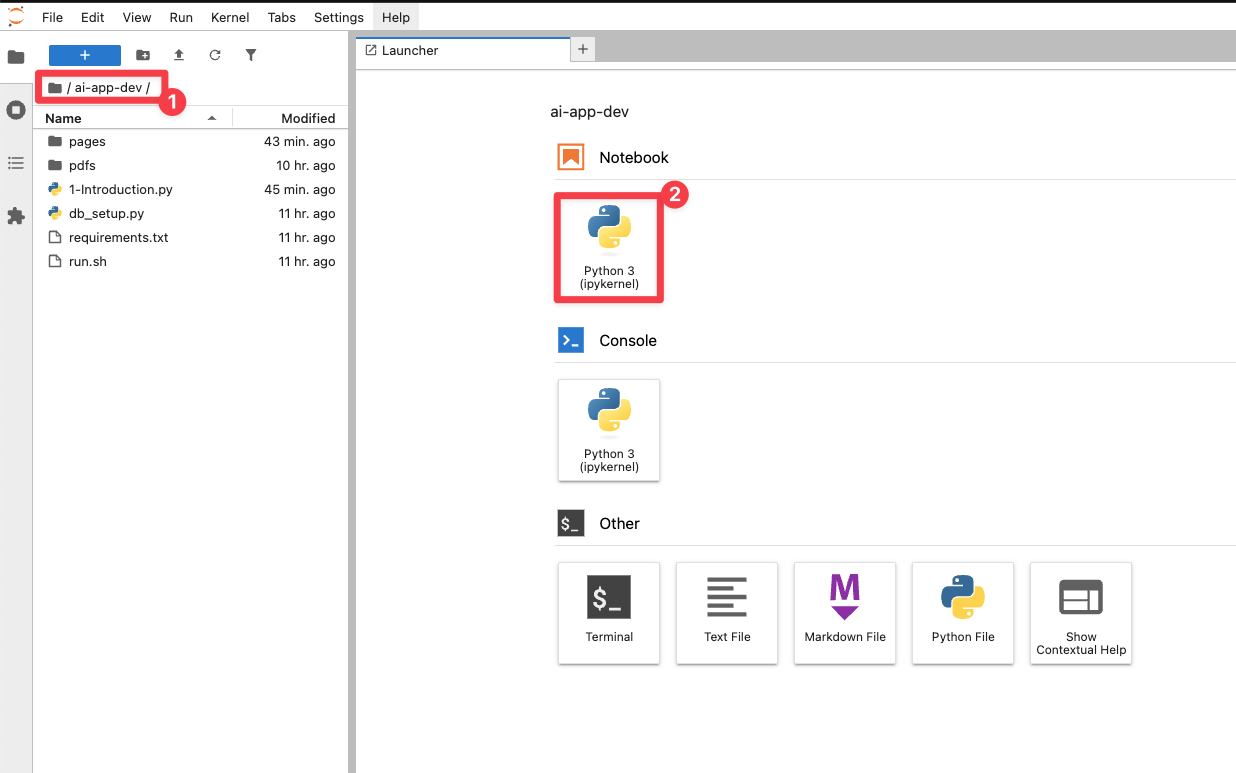 File Edit View Run Kernel Tabs Settings Help
+
/ ai-app-dev /
1
Name Modified
pages 43 min. ago
pdfs 10 hr. ago
1-Introduction.py 45 min. ago
db_setup.py 11 hr. ago
requirements.txt 11 hr. ago
run.sh 11 hr. ago
Launcher +
ai-app-dev
Notebook
2
Python 3
(ipykernel)
>_ Console
Python 3
(ipykernel)
$_ Other
$_
M
Terminal Text File Markdown File Python File Show
Contextual Help